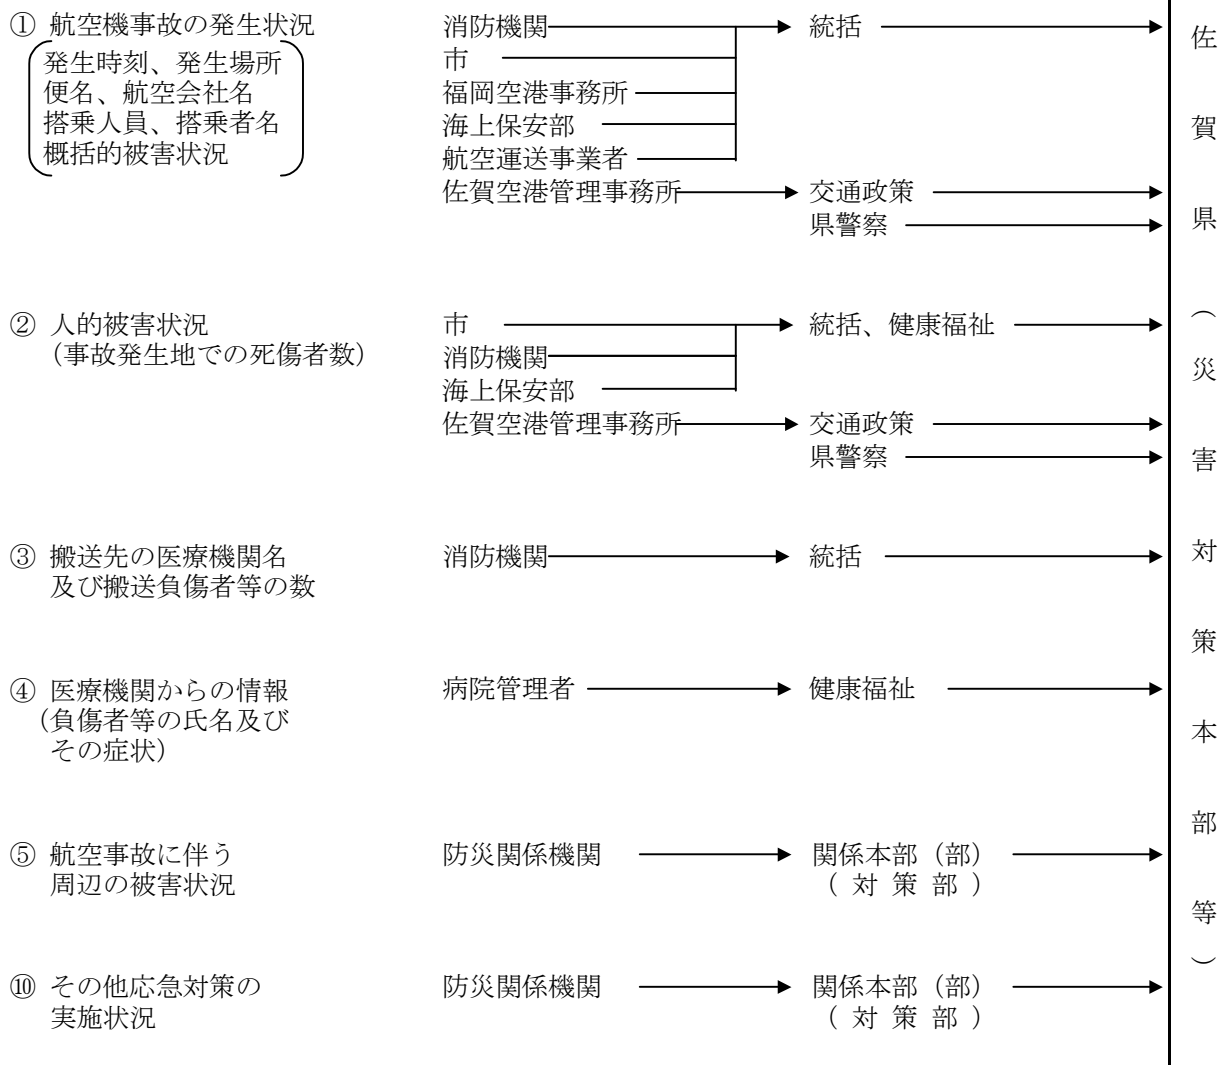 ① 航空機事故の発生状況
発生時刻、発生場所
便名、航空会社名
搭乗人員、搭乗者名
概括的被害状況
消防機関
市
福岡空港事務所
海上保安部
航空運送事業者
佐賀空港管理事務所
統括
交通政策
県警察
② 人的被害状況
（事故発生地での死傷者数）
市
消防機関
海上保安部
佐賀空港管理事務所
統括、健康福祉
交通政策
県警察
③ 搬送先の医療機関名
及び搬送負傷者等の数
消防機関
統括
④ 医療機関からの情報
（負傷者等の氏名及び
その症状）
病院管理者
健康福祉
⑤ 航空事故に伴う
周辺の被害状況
防災関係機関
関係本部（部）
（ 対 策 部 ）
⑩ その他応急対策の
実施状況
防災関係機関
関係本部（部）
（ 対 策 部 ）
佐賀県（災害対策本部等）